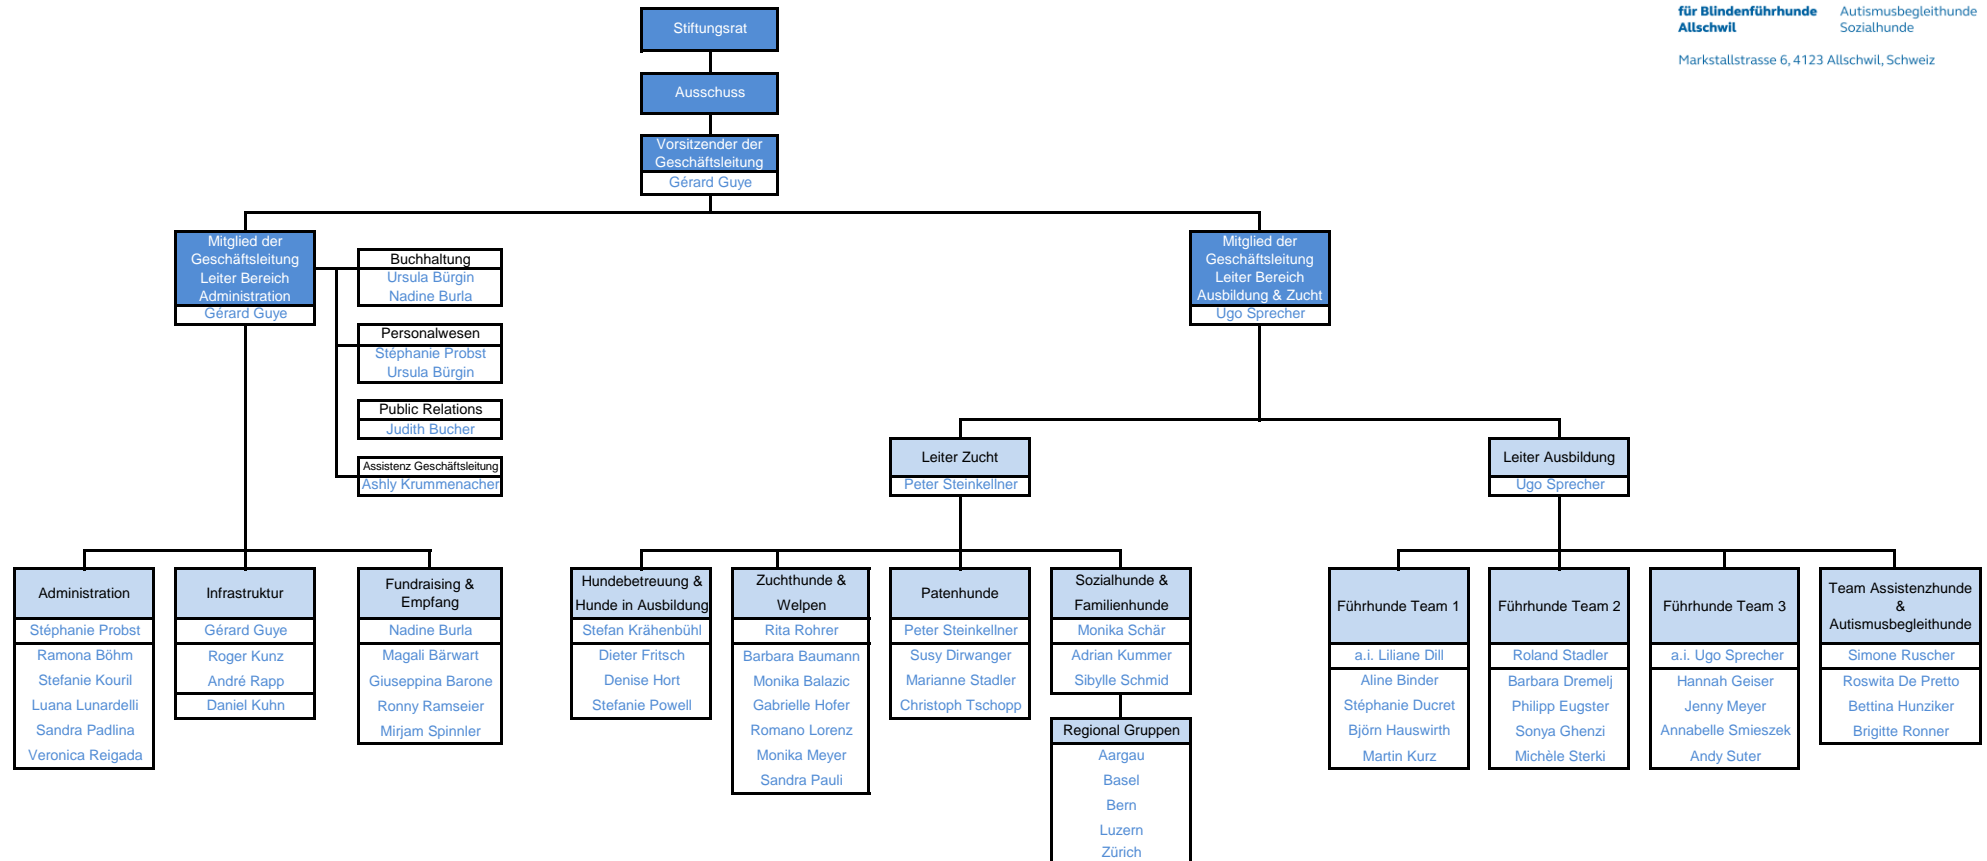 für Blindenführhunde
Allschwil
Autismusbegleithunde
Sozialhunde
Markstallstrasse 6, 4123 Allschwil, Schweiz
Stiftungsrat
Ausschuss
Vorsitzender der
Geschäftsleitung
Gérard Guye
Mitglied der
Geschäftsleitung
Leiter Bereich
Administration
Gérard Guye
Buchhaltung
Ursula Bürgin
Nadine Burla
Personalwesen
Stéphanie Probst
Ursula Bürgin
Public Relations
Judith Bucher
Assistenz Geschäftsleitung
Ashly Krummenacher
Mitglied der
Geschäftsleitung
Leiter Bereich
Ausbildung & Zucht
Ugo Sprecher
Leiter Zucht
Peter Steinkellner
Leiter Ausbildung
Ugo Sprecher
Administration
Stéphanie Probst
Ramona Böhm
Stefanie Kouril
Luana Lunardelli
Sandra Padlina
Veronica Reigada
Infrastruktur
Gérard Guye
Roger Kunz
André Rapp
Daniel Kuhn
Fundraising &
Empfang
Nadine Burla
Magali Bärwart
Giuseppina Barone
Ronny Ramseier
Mirjam Spinnler
Hundebetreuung &
Hunde in Ausbildung
Stefan Krähenbühl
Dieter Fritsch
Denise Hort
Stefanie Powell
Zuchthunde &
Welpen
Rita Rohrer
Barbara Baumann
Monika Balazic
Gabrielle Hofer
Romano Lorenz
Monika Meyer
Sandra Pauli
Patenhunde
Peter Steinkellner
Susy Dirwanger
Marianne Stadler
Christoph Tschopp
Sozialhunde &
Familienhunde
Monika Schär
Adrian Kummer
Sibylle Schmid
Regional Gruppen
Aargau
Basel
Bern
Luzern
Zürich
Führhunde Team 1
a.i. Liliane Dill
Aline Binder
Stéphanie Ducret
Björn Hauswirth
Martin Kurz
Führhunde Team 2
Roland Stadler
Barbara Dremelj
Philipp Eugster
Sonya Ghenzi
Michèle Sterki
Führhunde Team 3
a.i. Ugo Sprecher
Hannah Geiser
Jenny Meyer
Annabelle Smieszek
Andy Suter
Team Assistenzhunde
&
Autismusbegleithunde
Simone Ruscher
Roswita De Pretto
Bettina Hunziker
Brigitte Ronner